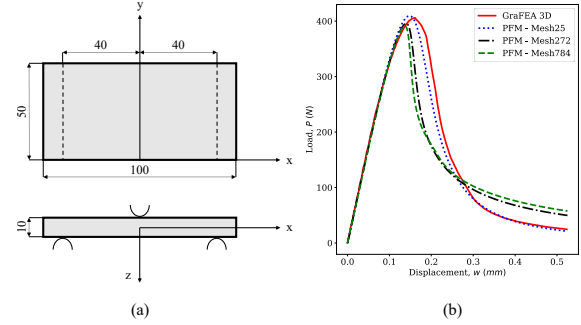 y
40
40
50
x
100
10
x
z
(a)
GraFEA 3D
PFM - Mesh25
PFM - Mesh272
PFM - Mesh784
400
300
200
100
0
Load, P (N)
0.0
0.1
0.2
0.3
0.4
0.5
Displacement, w (mm)
(b)